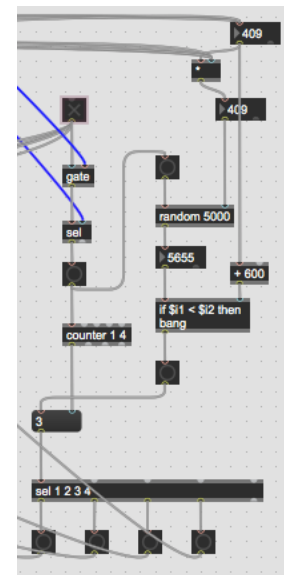 409
*
409
gate
random 5000
sel
5655
+ 600
if $i1 < $i2 then
bang
counter 1 4
3
sel 1 2 3 4